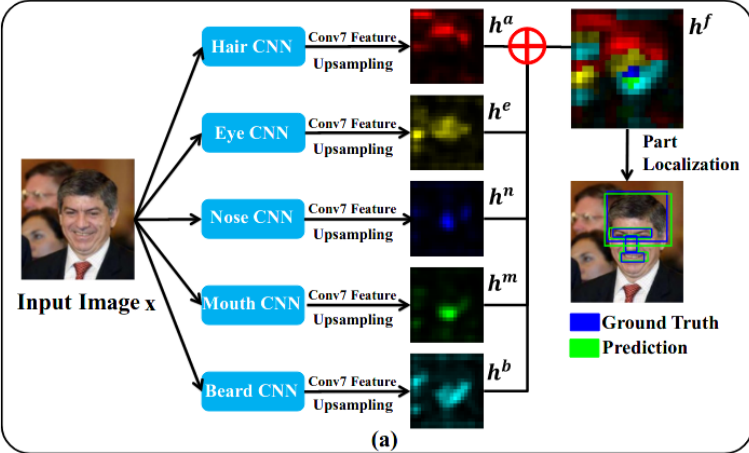 Hair CNN
Conv7 Feature
Upsampling
h^a
h^f
Eye CNN
Conv7 Feature
Upsampling
h^e
Part
Localization
Nose CNN
Conv7 Feature
Upsampling
h^n
Input Image x
Mouth CNN
Conv7 Feature
Upsampling
h^m
Ground Truth
Prediction
Beard CNN
Conv7 Feature
Upsampling
h^b
(a)